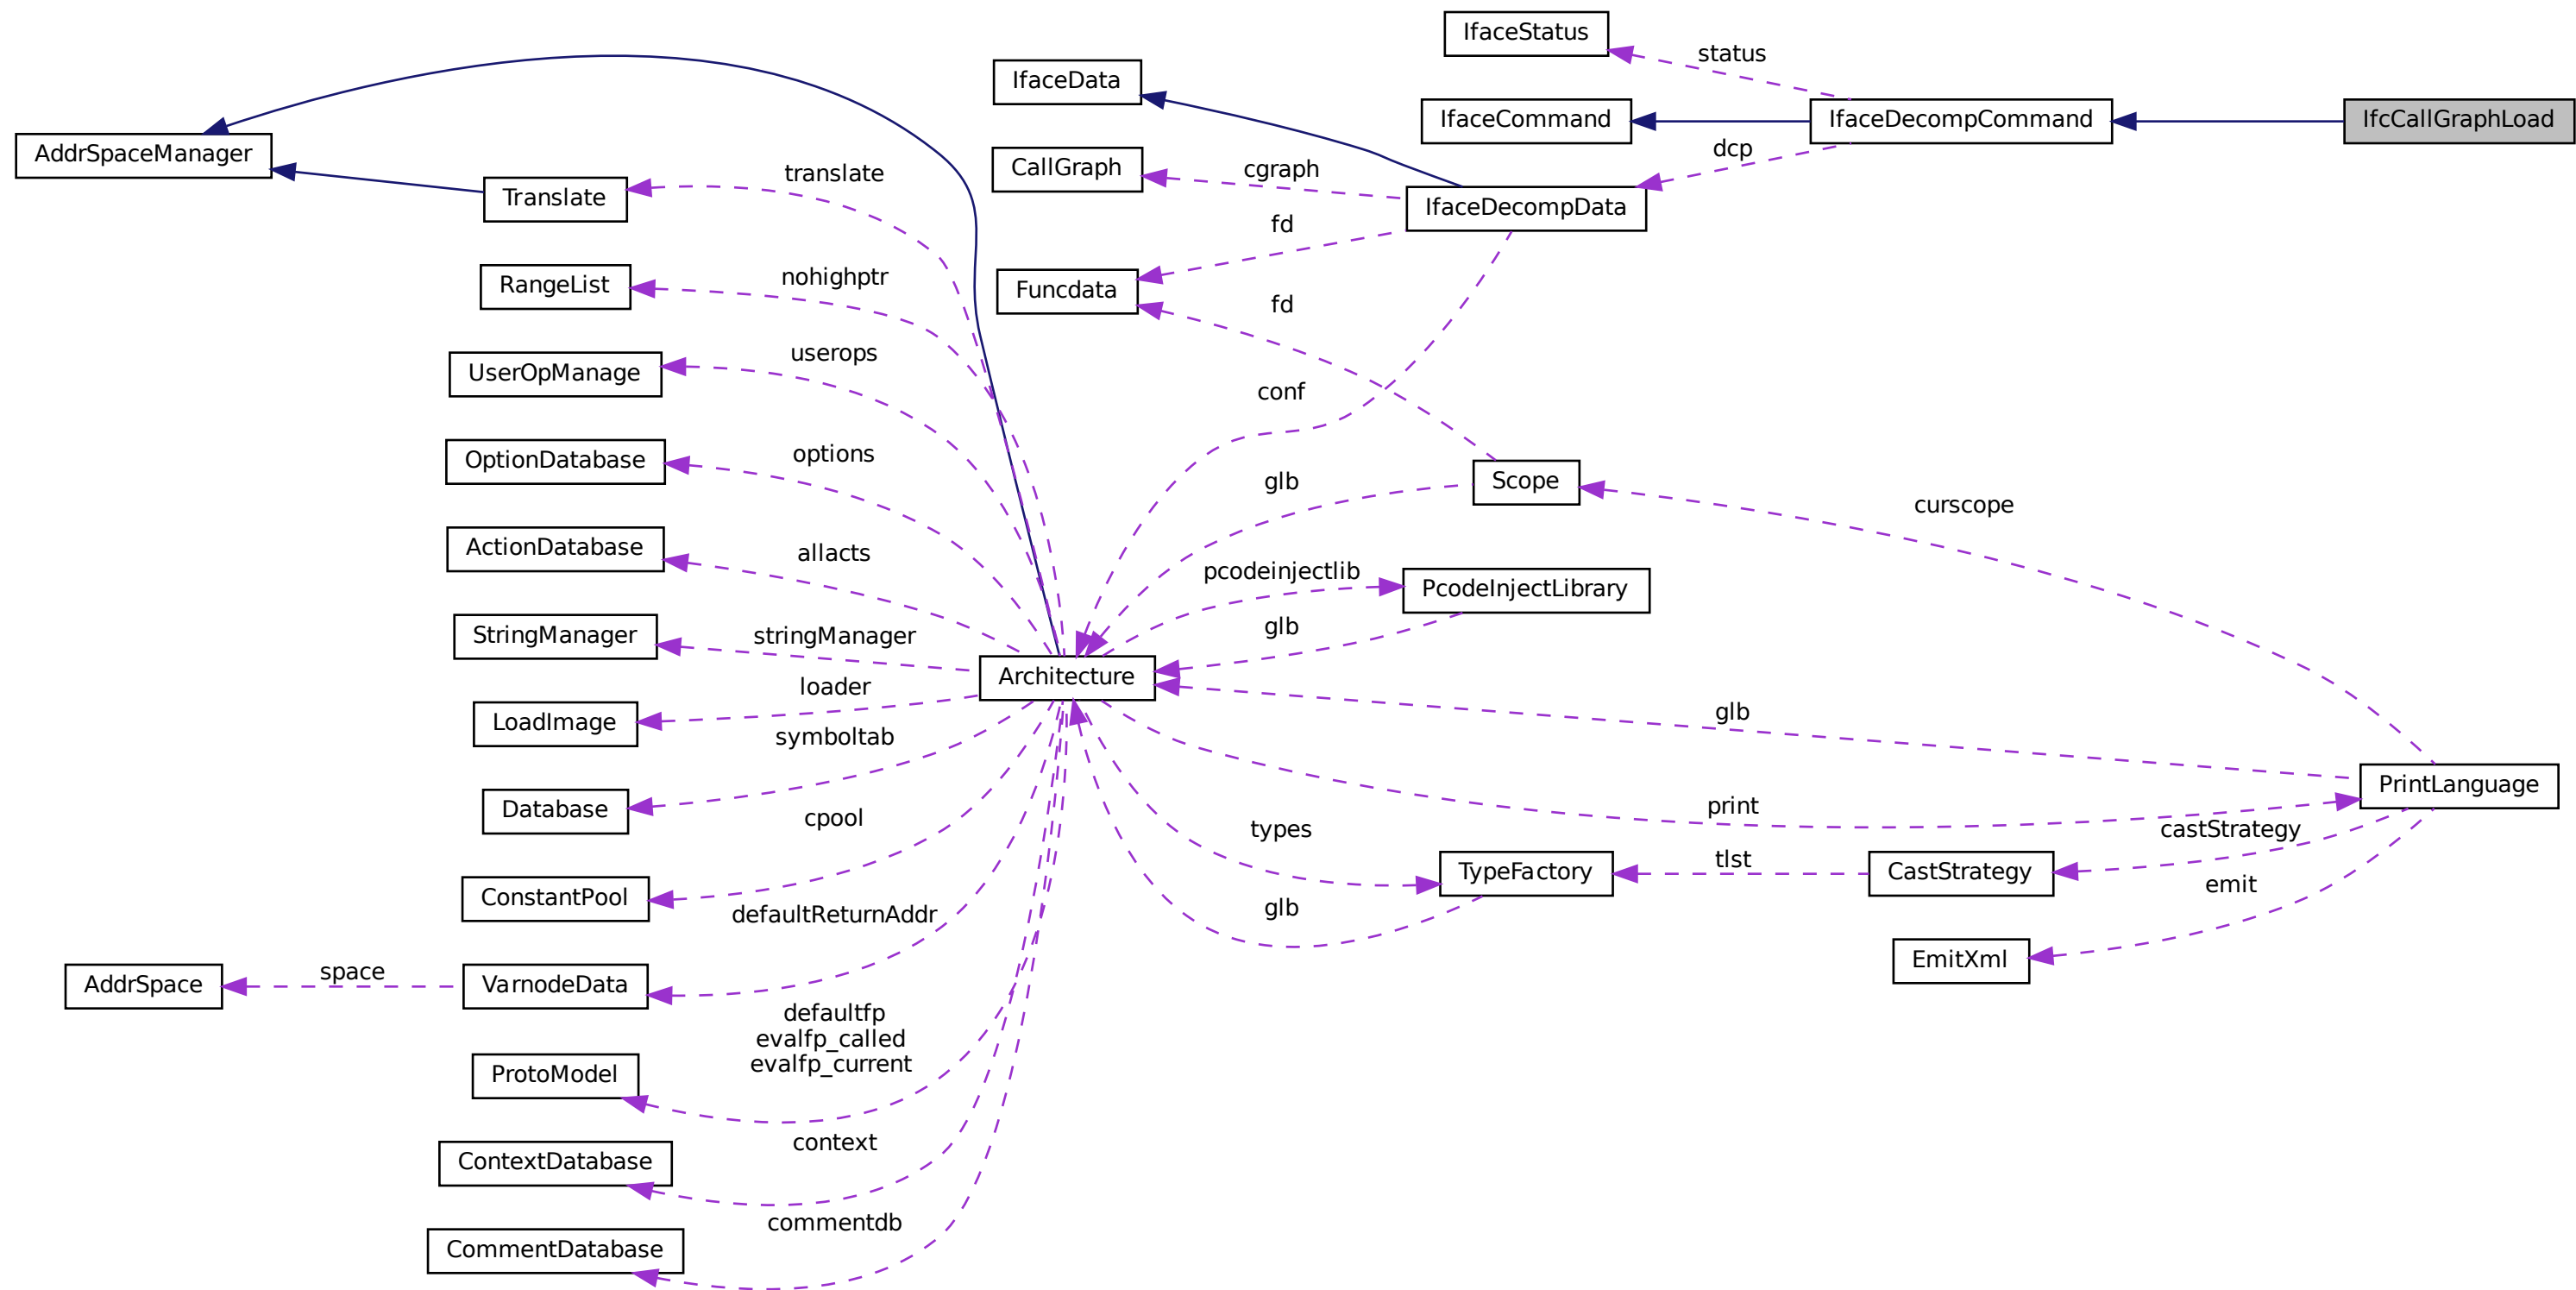 IfaceStatus
status
IfaceData
IfaceCommand
IfaceDecompCommand
IfcCallGraphLoad
AddrSpaceManager
CallGraph
cgraph
dcp
translate
Translate
IfaceDecompData
fd
RangeList
nohighptr
Funcdata
fd
userops
UserOpManage
conf
options
OptionDatabase
glb
Scope
curscope
allacts
ActionDatabase
pcodeinjectlib
PcodeInjectLibrary
StringManager
stringManager
glb
Architecture
loader
LoadImage
glb
symboltab
PrintLanguage
Database
cpool
print
types
castStrategy
tlst
TypeFactory
CastStrategy
emit
ConstantPool
defaultReturnAddr
glb
EmitXml
space
AddrSpace
VarnodeData
defaultfp
evalfp_called
evalfp_current
ProtoModel
context
ContextDatabase
commentdb
CommentDatabase